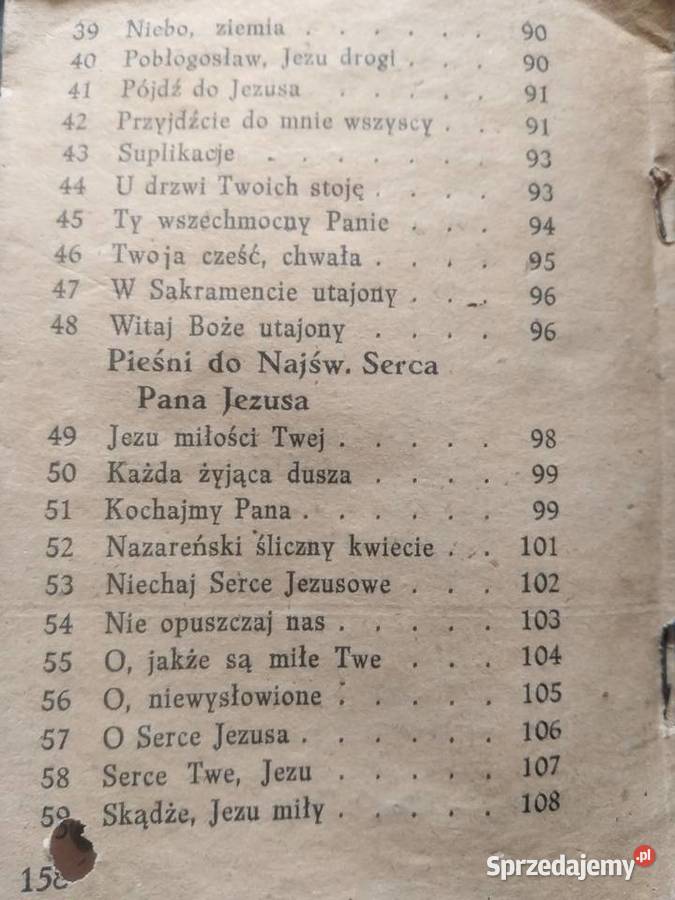 39 Niebo, ziemia . . . . . . 90
40 Pobłogosław, Jezu drogi . . . 90
41 Pójdź do Jezusa . . . . . 91
42 Przyjdźcie do mnie wszyscy . . 91
43 Suplikacje . . . . . . . 93
44 U drzwi Twoich stoję . . . . 93
45 Ty wszechmocny Panie . . . 94
46 Twoja cześć, chwała . . . . 95
47 W Sakramencie utajony . . . 96
48 Witaj Boże utajony . . . . 96
Pieśni do Najśw. Serca
Pana Jezusa
49 Jezu miłości Twej . . . . . 98
50 Każda żyjąca dusza . . . . 99
51 Kochajmy Pana . . . . . . 99
52 Nazareński śliczny kwiecie . . 101
53 Niechaj Serce Jezusowe . . . 102
54 Nie opuszczaj nas . . . . . 103
55 O, jakże są miłe Twe . . . 104
56 O, niewysłowione . . . . . 105
57 O Serce Jezusa . . . . . . 106
58 Serce Twe, Jezu . . . . . 107
59 Skądże, Jezu miły . . . . . 108
158
Sprzedajemy.pl